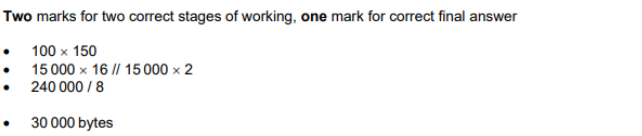 Two marks for two correct stages of working, one mark for correct final answer
• 100 × 150
• 15 000 × 16 // 15 000 × 2
• 240 000 / 8
• 30 000 bytes